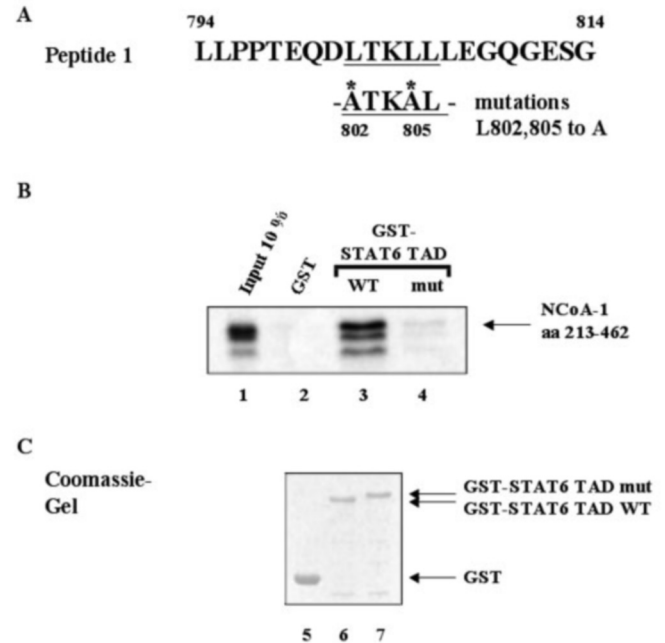 A
794 814
Peptide 1 LLPPTEQDLTKLLLEGQGESG
* *
-ATKAL - mutations
802 805 L802,805 to A
B
Input 10 %
GST
GST-
STAT6 TAD
WT mut
NCoA-1
aa 213-462
1 2 3 4
C
Coomassie-
Gel
GST-STAT6 TAD mut
GST-STAT6 TAD WT
GST
5 6 7